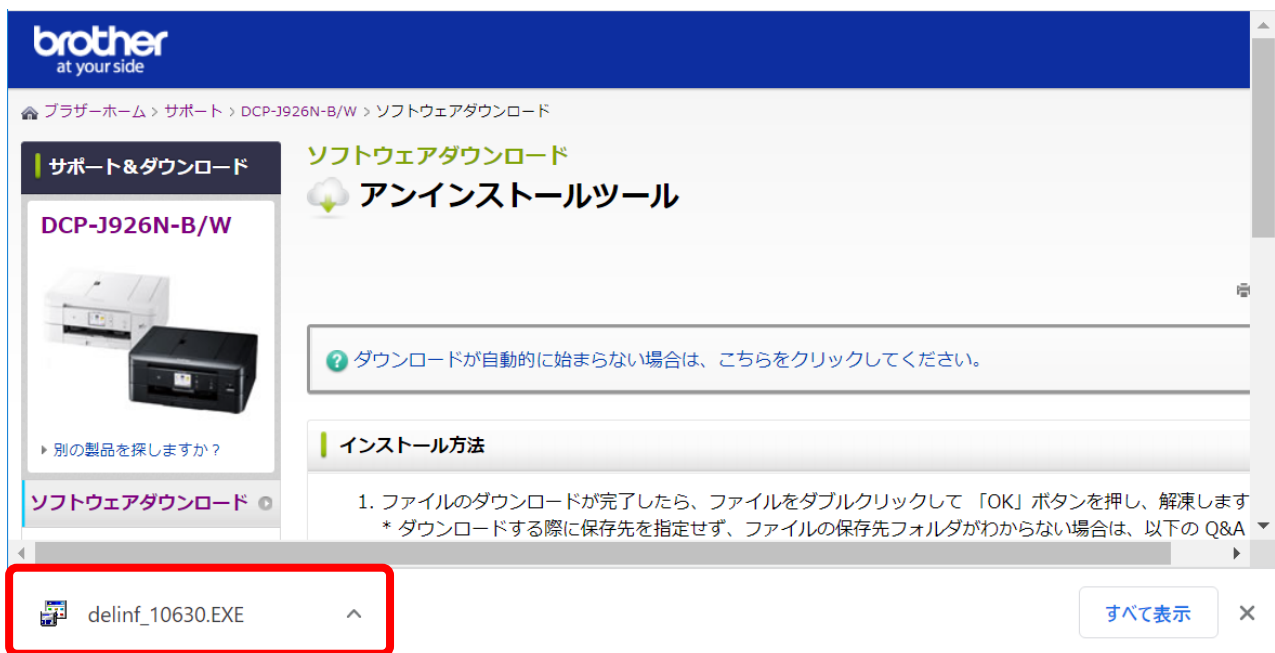 brother
at your side
ブラザーホーム > サポート > DCP-J926N-B/W > ソフトウェアダウンロード
サポート&ダウンロード
DCP-J926N-B/W
別の製品を探しますか？
ソフトウェアダウンロード
ソフトウェアダウンロード
アンインストールツール
ダウンロードが自動的に始まらない場合は、こちらをクリックしてください。
インストール方法
1. ファイルのダウンロードが完了したら、ファイルをダブルクリックして 「OK」ボタンを押し、解凍します
* ダウンロードする際に保存先を指定せず、ファイルの保存先フォルダがわからない場合は、以下の Q&A
delinf_10630.EXE
すべて表示